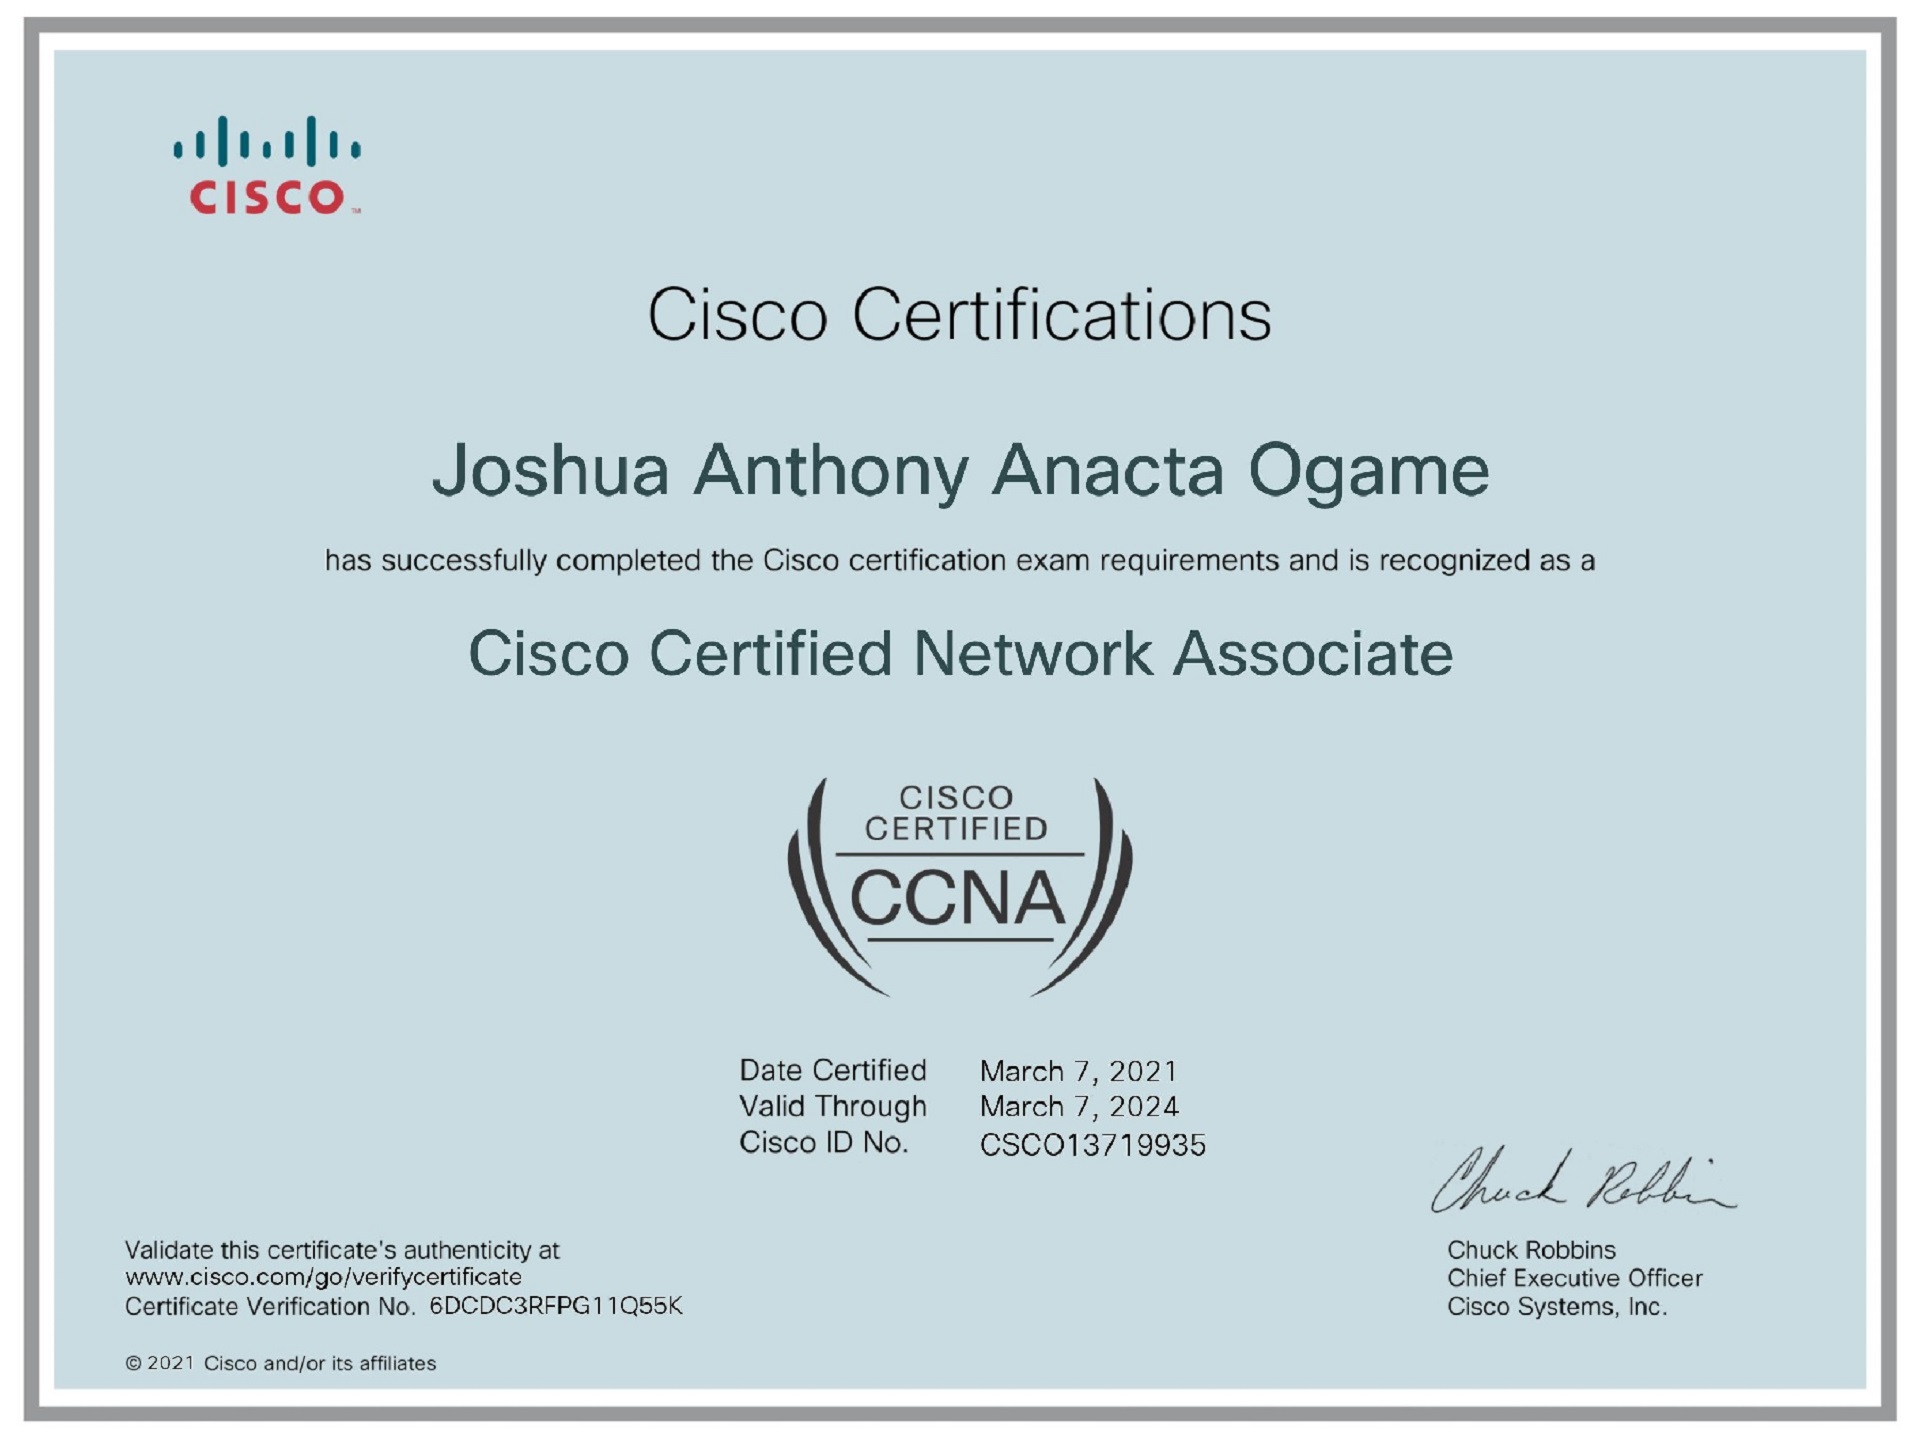 CISCO™
Cisco Certifications
Joshua Anthony Anacta Ogame
has successfully completed the Cisco certification exam requirements and is recognized as a
Cisco Certified Network Associate
CISCO
CERTIFIED
CCNA
Date Certified March 7, 2021
Valid Through March 7, 2024
Cisco ID No. CSCO13719935
Chuck Robbins
Validate this certificate's authenticity at
www.cisco.com/go/verifycertificate
Certificate Verification No. 6DCDC3RFPG11Q55K
Chuck Robbins
Chief Executive Officer
Cisco Systems, Inc.
© 2021 Cisco and/or its affiliates